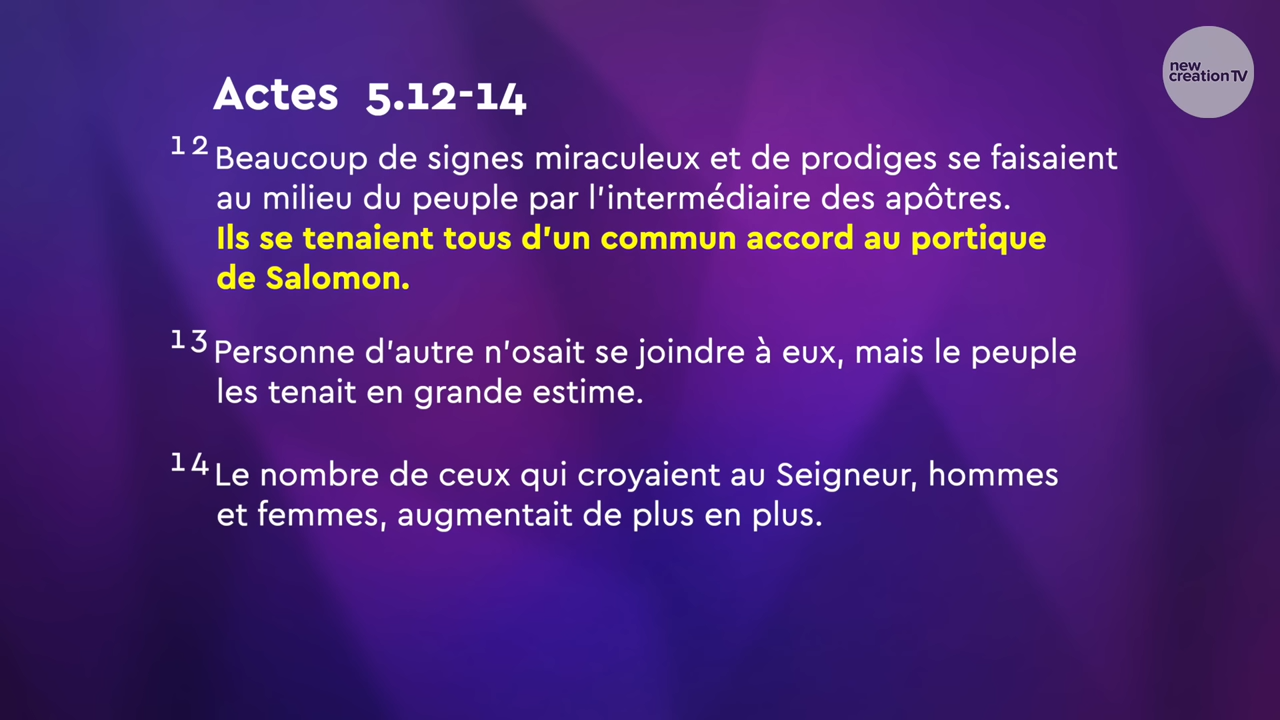 new
creation TV
Actes 5.12-14
12 Beaucoup de signes miraculeux et de prodiges se faisaient
au milieu du peuple par l'intermédiaire des apôtres.
Ils se tenaient tous d'un commun accord au portique
de Salomon.
13 Personne d'autre n'osait se joindre à eux, mais le peuple
les tenait en grande estime.
14 Le nombre de ceux qui croyaient au Seigneur, hommes
et femmes, augmentait de plus en plus.